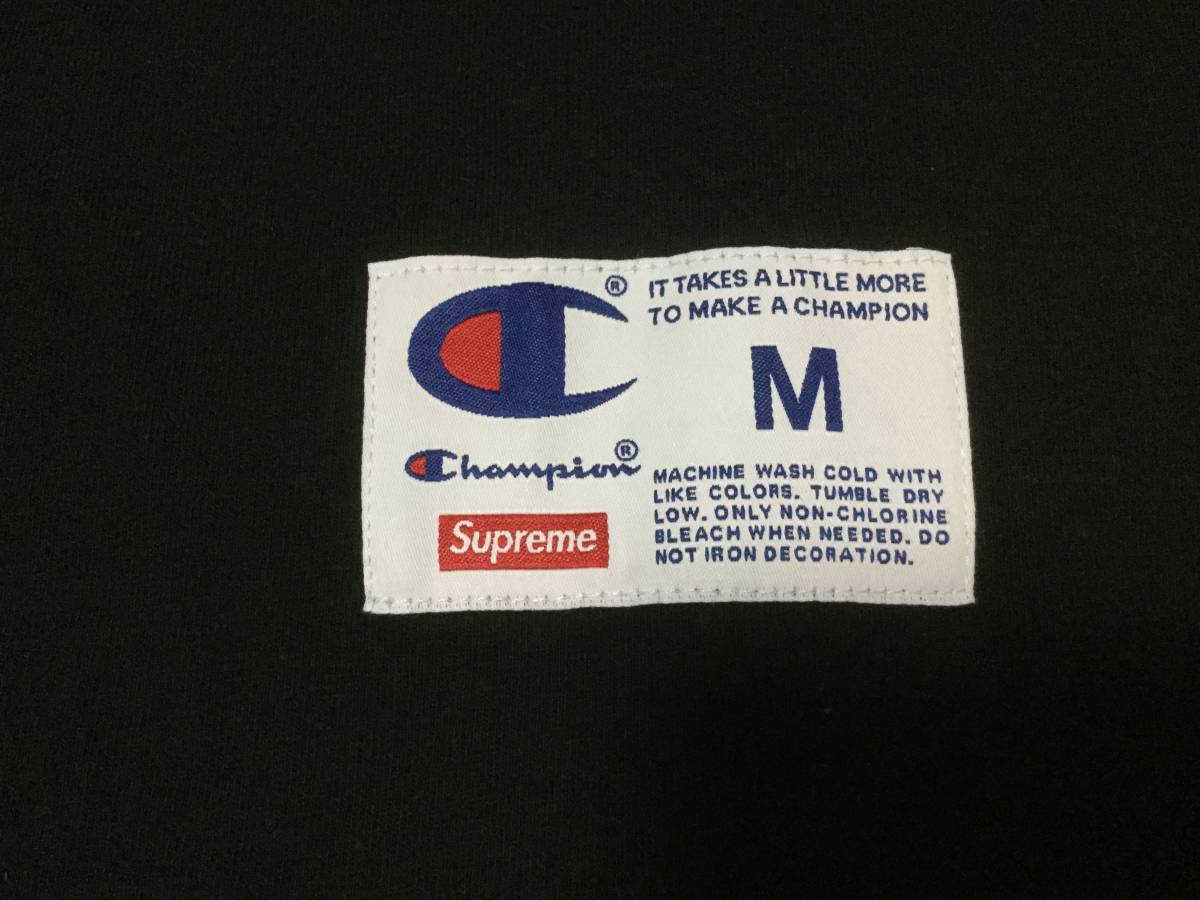 ®
IT TAKES A LITTLE MORE
TO MAKE A CHAMPION
M
Champion®
Supreme
MACHINE WASH COLD WITH
LIKE COLORS. TUMBLE DRY
LOW. ONLY NON-CHLORINE
BLEACH WHEN NEEDED. DO
NOT IRON DECORATION.